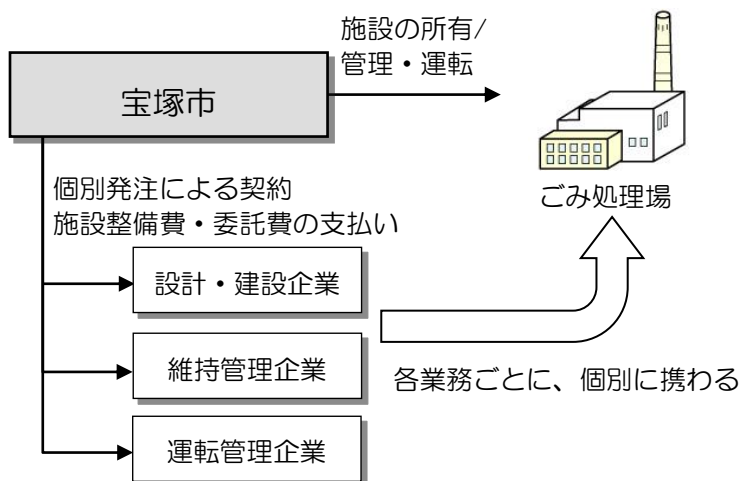 施設の所有/
管理・運転
宝塚市
ごみ処理場
個別発注による契約
施設整備費・委託費の支払い
設計・建設企業
維持管理企業
各業務ごとに、個別に携わる
運転管理企業